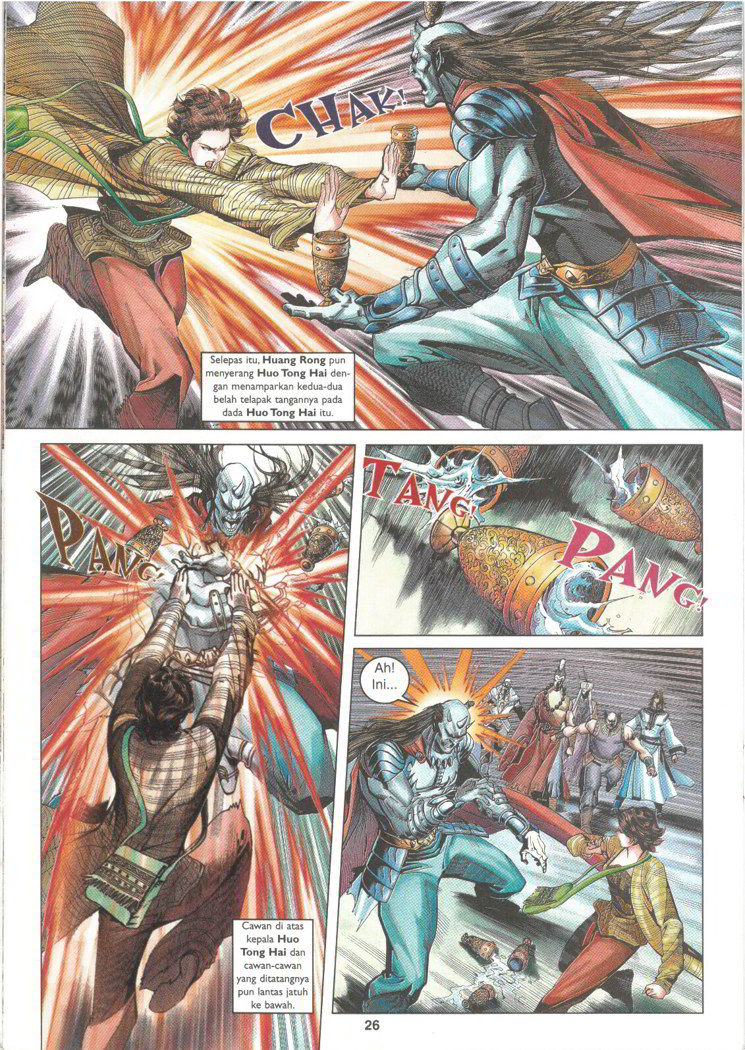 CHAK!
Selepas itu, Huang Rong pun
menyerang Huo Tong Hai den-
gan menamparkan kedua-dua
belah telapak tangannya pada
dada Huo Tong Hai itu.
PANG!
TANG!
PANG!
Ah!
Ini...
Cawan di atas
kepala Huo
Tong Hai dan
cawan-cawan
yang ditatangnya
pun lantas jatuh
ke bawah.
26